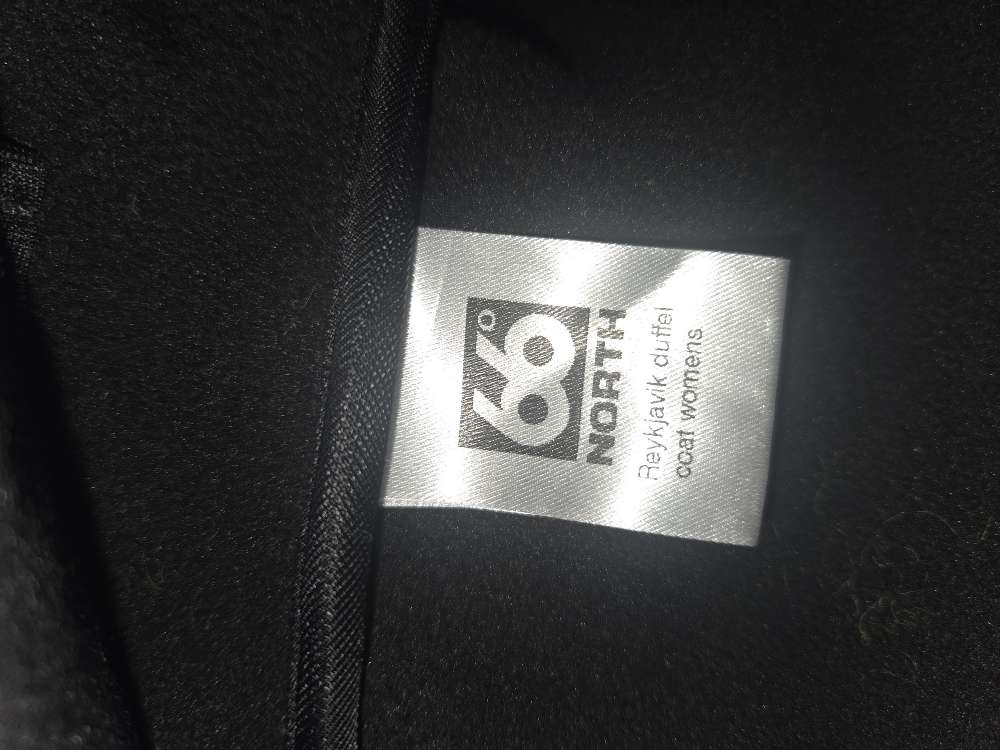 66°
NORTH
Reykjavik duffel
coat womens